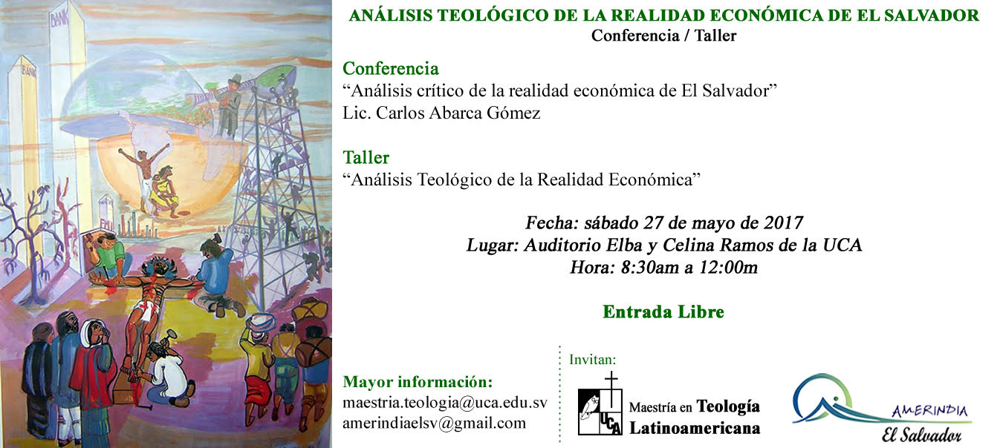 BANK
BANK
ANÁLISIS TEOLÓGICO DE LA REALIDAD ECONÓMICA DE EL SALVADOR
Conferencia / Taller
Conferencia
“Análisis crítico de la realidad económica de El Salvador”
Lic. Carlos Abarca Gómez
Taller
“Análisis Teológico de la Realidad Económica”
Fecha: sábado 27 de mayo de 2017
Lugar: Auditorio Elba y Celina Ramos de la UCA
Hora: 8:30am a 12:00m
Entrada Libre
Mayor información:
maestria.teologia@uca.edu.sv
amerindiaelsv@gmail.com
Invitan:
UCA
Maestría en Teología
Latinoamericana
AMERINDIA
El Salvador